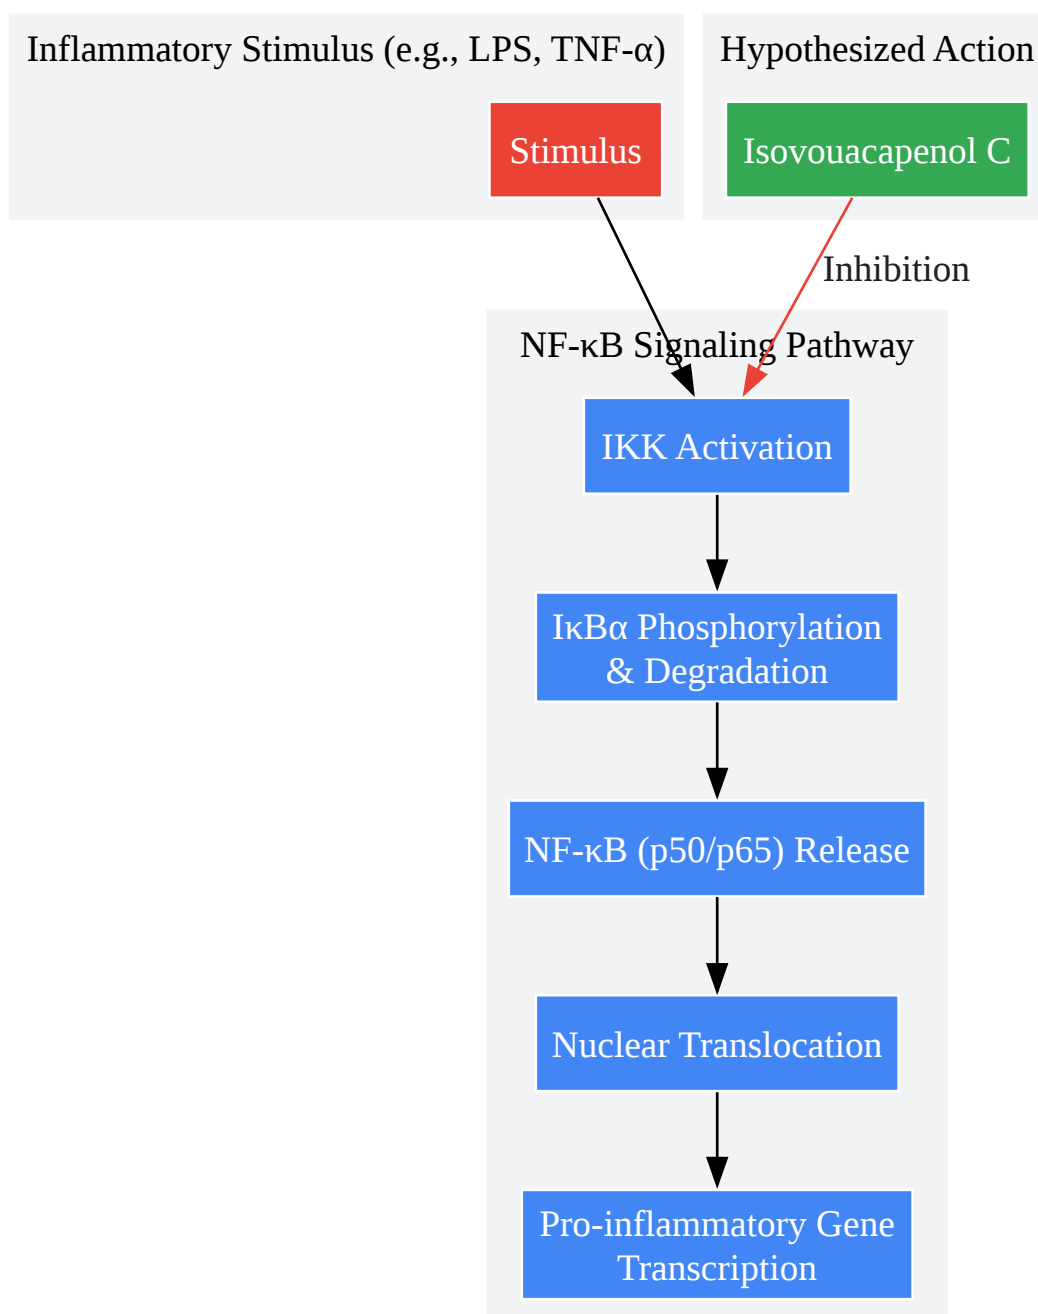 Inflammatory Stimulus (e.g., LPS, TNF-α)
Hypothesized Action
Stimulus
Isovouacapenol C
Inhibition
NF-κB Signaling Pathway
IKK Activation
IκBα Phosphorylation
& Degradation
NF-κB (p50/p65) Release
Nuclear Translocation
Pro-inflammatory Gene
Transcription